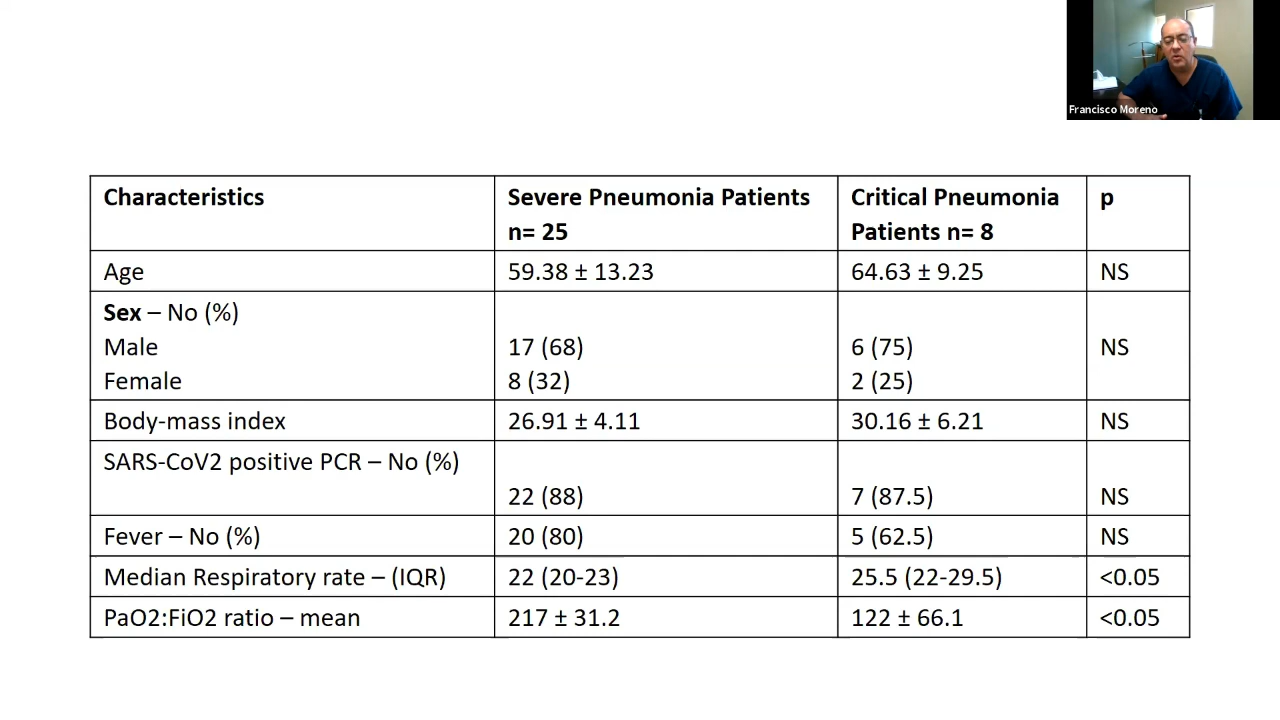 Francisco Moreno
Characteristics Severe Pneumonia Patients n= 25 Critical Pneumonia Patients n= 8 p
Age 59.38 ± 13.23 64.63 ± 9.25 NS
Sex – No (%)
Male 17 (68) 6 (75) NS
Female 8 (32) 2 (25)
Body-mass index 26.91 ± 4.11 30.16 ± 6.21 NS
SARS-CoV2 positive PCR – No (%)
22 (88) 7 (87.5) NS
Fever – No (%) 20 (80) 5 (62.5) NS
Median Respiratory rate – (IQR) 22 (20-23) 25.5 (22-29.5) <0.05
PaO2:FiO2 ratio – mean 217 ± 31.2 122 ± 66.1 <0.05